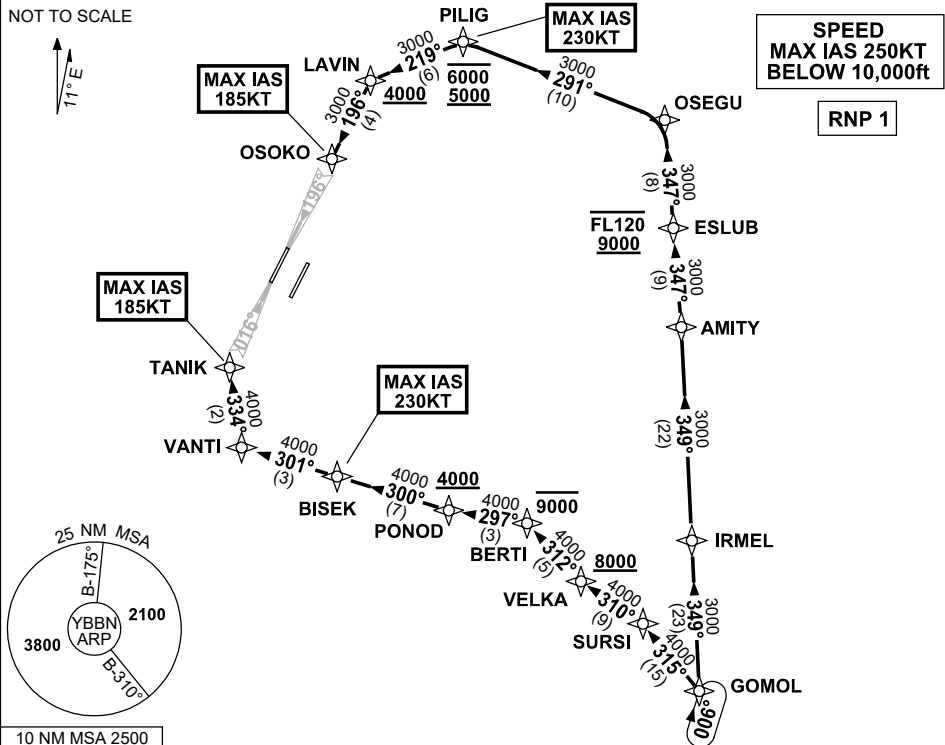 NOT TO SCALE
11° E
PILIG
MAX IAS
230KT
SPEED
MAX IAS 250KT
BELOW 10,000ft
RNP 1
LAVIN
3000
219°
(6)
6000
5000
4000
3000
291°
(10)
OSEGU
MAX IAS
185KT
3000
196°
(4)
OSOKO
196°
3000
347°
(8)
FL120
9000
ESLUB
3000
347°
(9)
AMITY
MAX IAS
185KT
016°
TANIK
4000
334°
(2)
VANTI
MAX IAS
230KT
4000
301°
(3)
BISEK
4000
300°
(7)
4000
PONOD
4000
297°
(3)
9000
BERTI
4000
312°
(5)
8000
VELKA
4000
310°
(9)
SURSI
4000
315°
(15)
3000
349°
(22)
IRMEL
3000
349°
(23)
GOMOL
006°
25 NM MSA
B-175°
2100
YBBN
ARP
3800
B-310°
10 NM MSA 2500